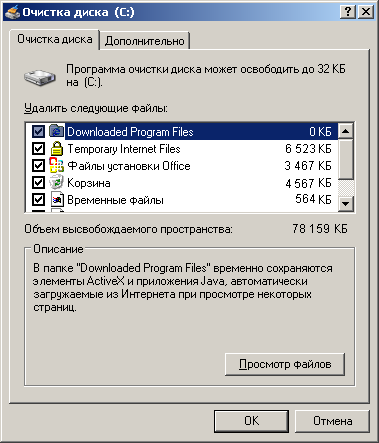 Очистка диска (C:)
Очистка диска
Дополнительно
Программа очистки диска может освободить до 32 КБ
на (C:).
Удалить следующие файлы:
Downloaded Program Files 0 КБ
Temporary Internet Files 6 523 КБ
Файлы установки Office 3 467 КБ
Корзина 4 567 КБ
Временные файлы 564 КБ
Объем высвобождаемого пространства: 78 159 КБ
Описание
В папке "Downloaded Program Files" временно сохраняются
элементы ActiveX и приложения Java, автоматически
загружаемые из Интернета при просмотре некоторых
страниц.
Просмотр файлов
OK
Отмена